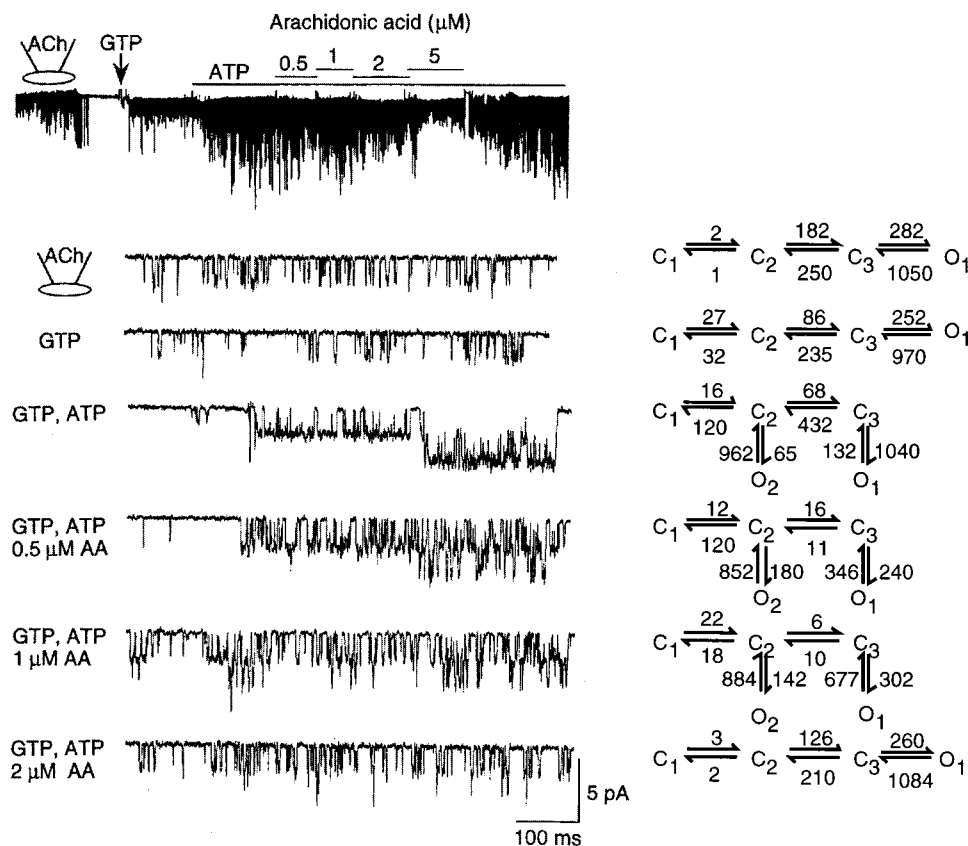 Arachidonic acid (μM)
ACh
GTP
ATP
0.5
1
2
5
ACh
2 182 282
C1 C2 C3 O1
1 250 1050
GTP
27 86 252
C1 C2 C3 O1
32 235 970
GTP, ATP
16 68
C1 C2 C3
120 432
962 65 132 1040
O2 O1
GTP, ATP
0.5 μM AA
12 16
C1 C2 C3
120 11
852 180 346 240
O2 O1
GTP, ATP
1 μM AA
22 6
C1 C2 C3
18 10
884 142 677 302
O2 O1
GTP, ATP
2 μM AA
3 126 260
C1 C2 C3 O1
2 210 1084
5 pA
100 ms